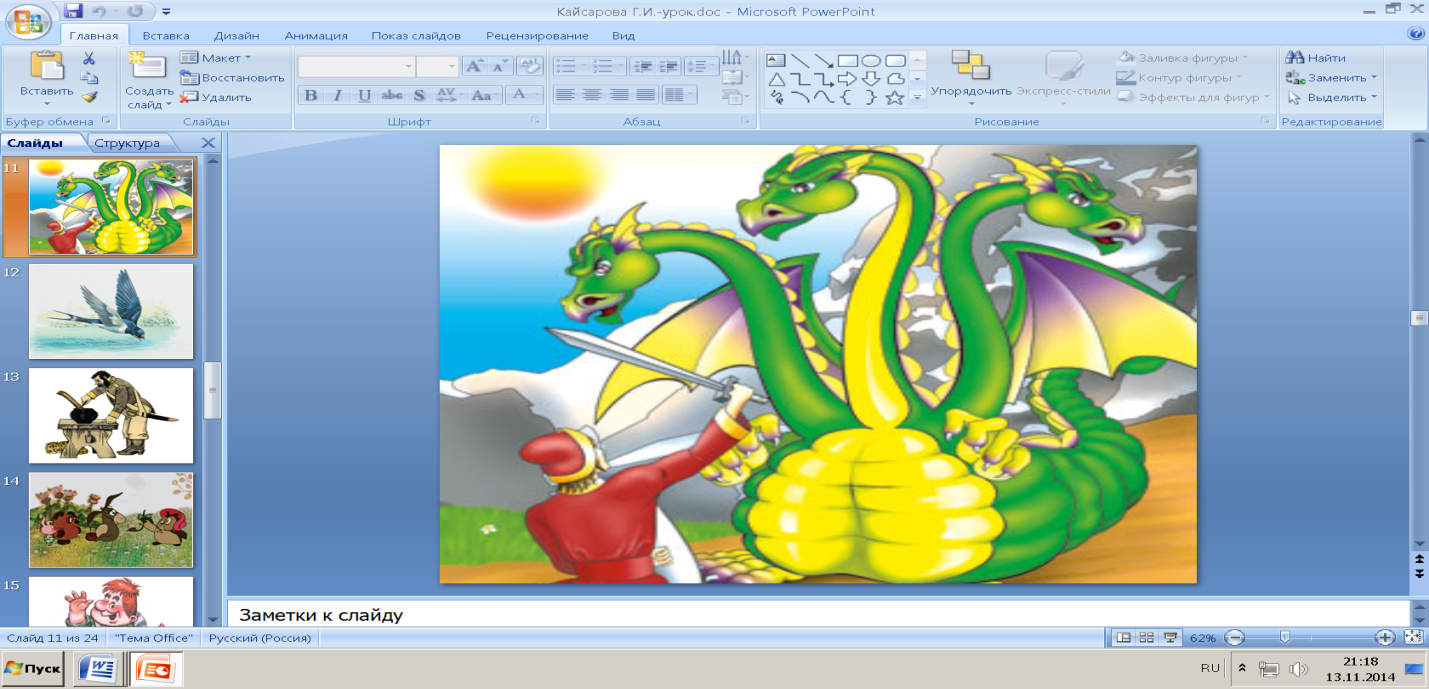 Кайсарова Г.И.-урок.doc - Microsoft PowerPoint
Главная Вставка Дизайн Анимация Показ слайдов Рецензирование Вид
Вставить
Создать слайд
Макет
Восстановить
Удалить
Ж К Ч abc S AV Aa А
Упорядочить Экспресс-стили
Заливка фигуры
Контур фигуры
Эффекты для фигур
Найти
Заменить
Выделить
Буфер обмена Слайды Шрифт Абзац Рисование Редактирование
Слайды Структура
11
12
13
14
15
Заметки к слайду
Слайд 11 из 24 "Тема Office" Русский (Россия) 62%
Пуск RU 21:18
13.11.2014